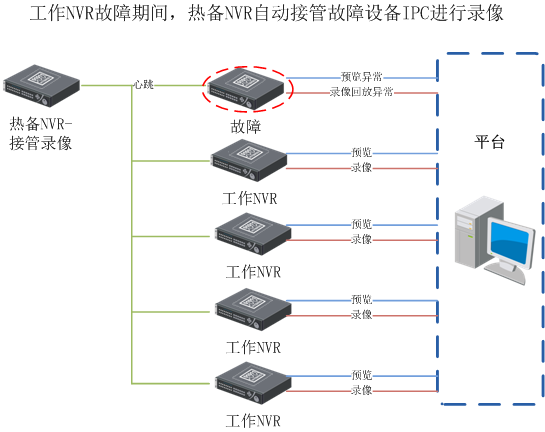 工作NVR故障期间，热备NVR自动接管故障设备IPC进行录像
心跳
预览异常
录像回放异常
热备NVR-
接管录像
故障
预览
录像
平台
工作NVR
预览
录像
工作NVR
预览
录像
工作NVR
预览
录像
工作NVR